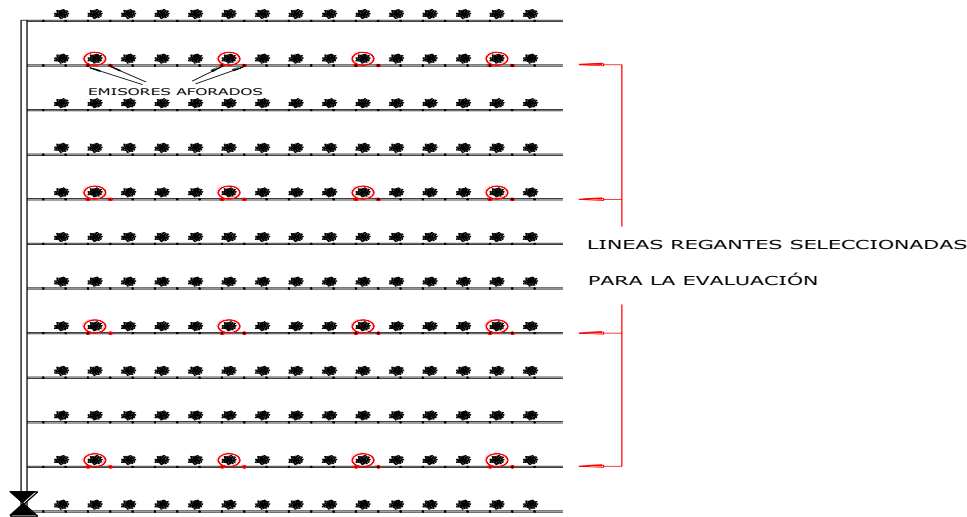 EMISORES AFORADOS
LINEAS REGANTES SELECCIONADAS
PARA LA EVALUACIÓN